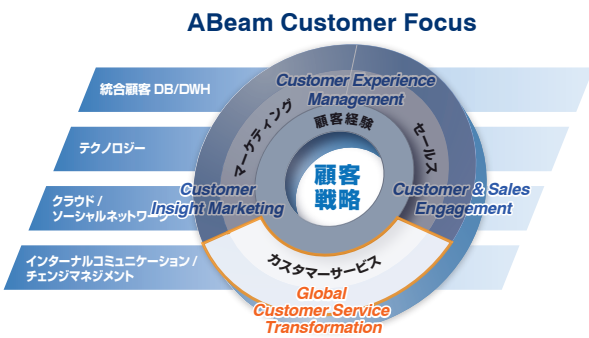 ABeam Customer Focus
統合顧客 DB/DWH
テクノロジー
クラウド /
ソーシャルネットワーク
インターナルコミュニケーション /
チェンジマネジメント
Customer Experience
Management
マーケティング
顧客経験
セールス
顧客
戦略
Customer
Insight Marketing
Customer & Sales
Engagement
カスタマーサービス
Global
Customer Service
Transformation